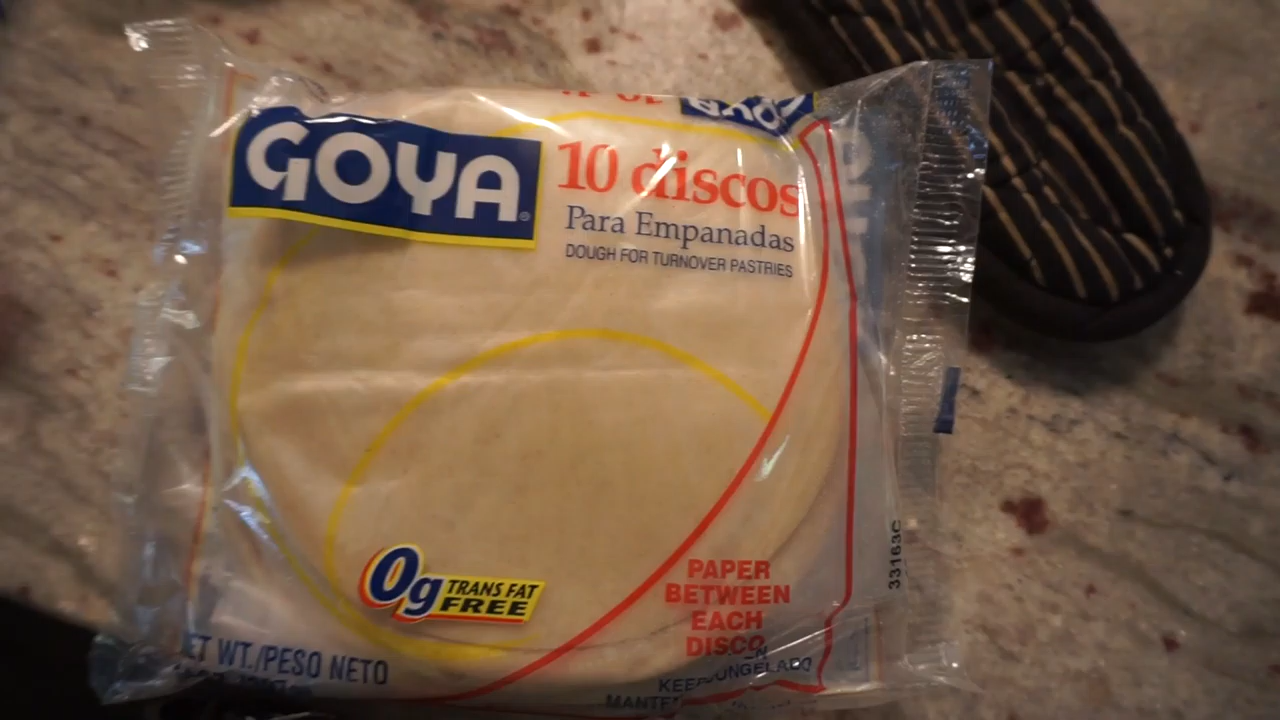 GOYA
10 discos
Para Empanadas
DOUGH FOR TURNOVER PASTRIES
0g TRANS FAT
FREE
PAPER
BETWEEN
EACH
DISCO
ET WT./PESO NETO
33163C